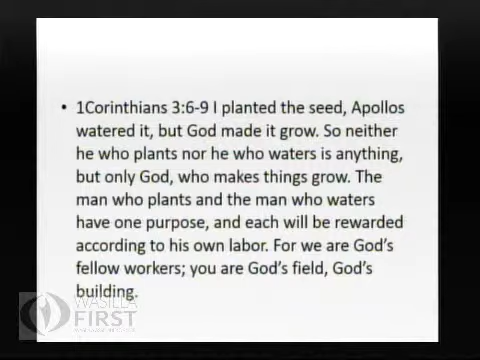 • 1Corinthians 3:6-9 I planted the seed, Apollos
watered it, but God made it grow. So neither
he who plants nor he who waters is anything,
but only God, who makes things grow. The
man who plants and the man who waters
have one purpose, and each will be rewarded
according to his own labor. For we are God's
fellow workers; you are God's field, God's
building.
WASILLA
FIRST